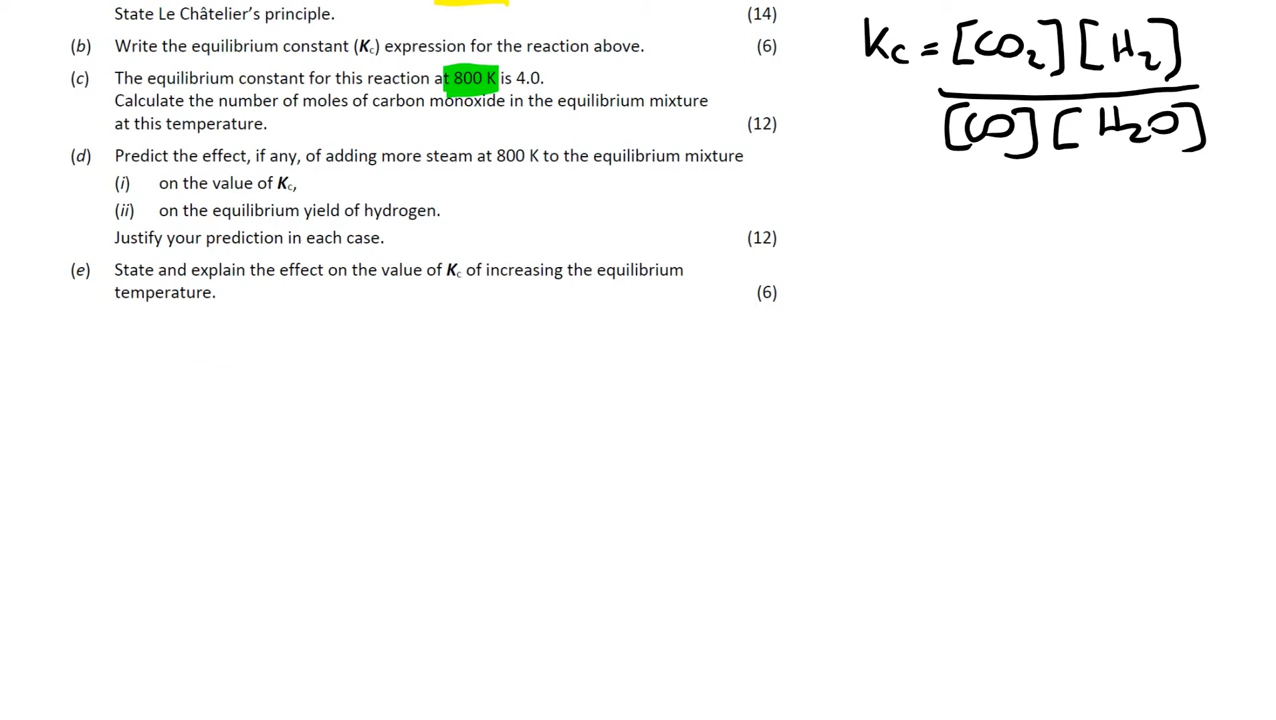 State Le Châtelier's principle. (14)
(b) Write the equilibrium constant (Kc) expression for the reaction above. (6)
(c) The equilibrium constant for this reaction at 800 K is 4.0.
Calculate the number of moles of carbon monoxide in the equilibrium mixture
at this temperature. (12)
(d) Predict the effect, if any, of adding more steam at 800 K to the equilibrium mixture
(i) on the value of Kc,
(ii) on the equilibrium yield of hydrogen.
Justify your prediction in each case. (12)
(e) State and explain the effect on the value of Kc of increasing the equilibrium
temperature. (6)
Kc = [CO2][H2]
[CO][H2O]